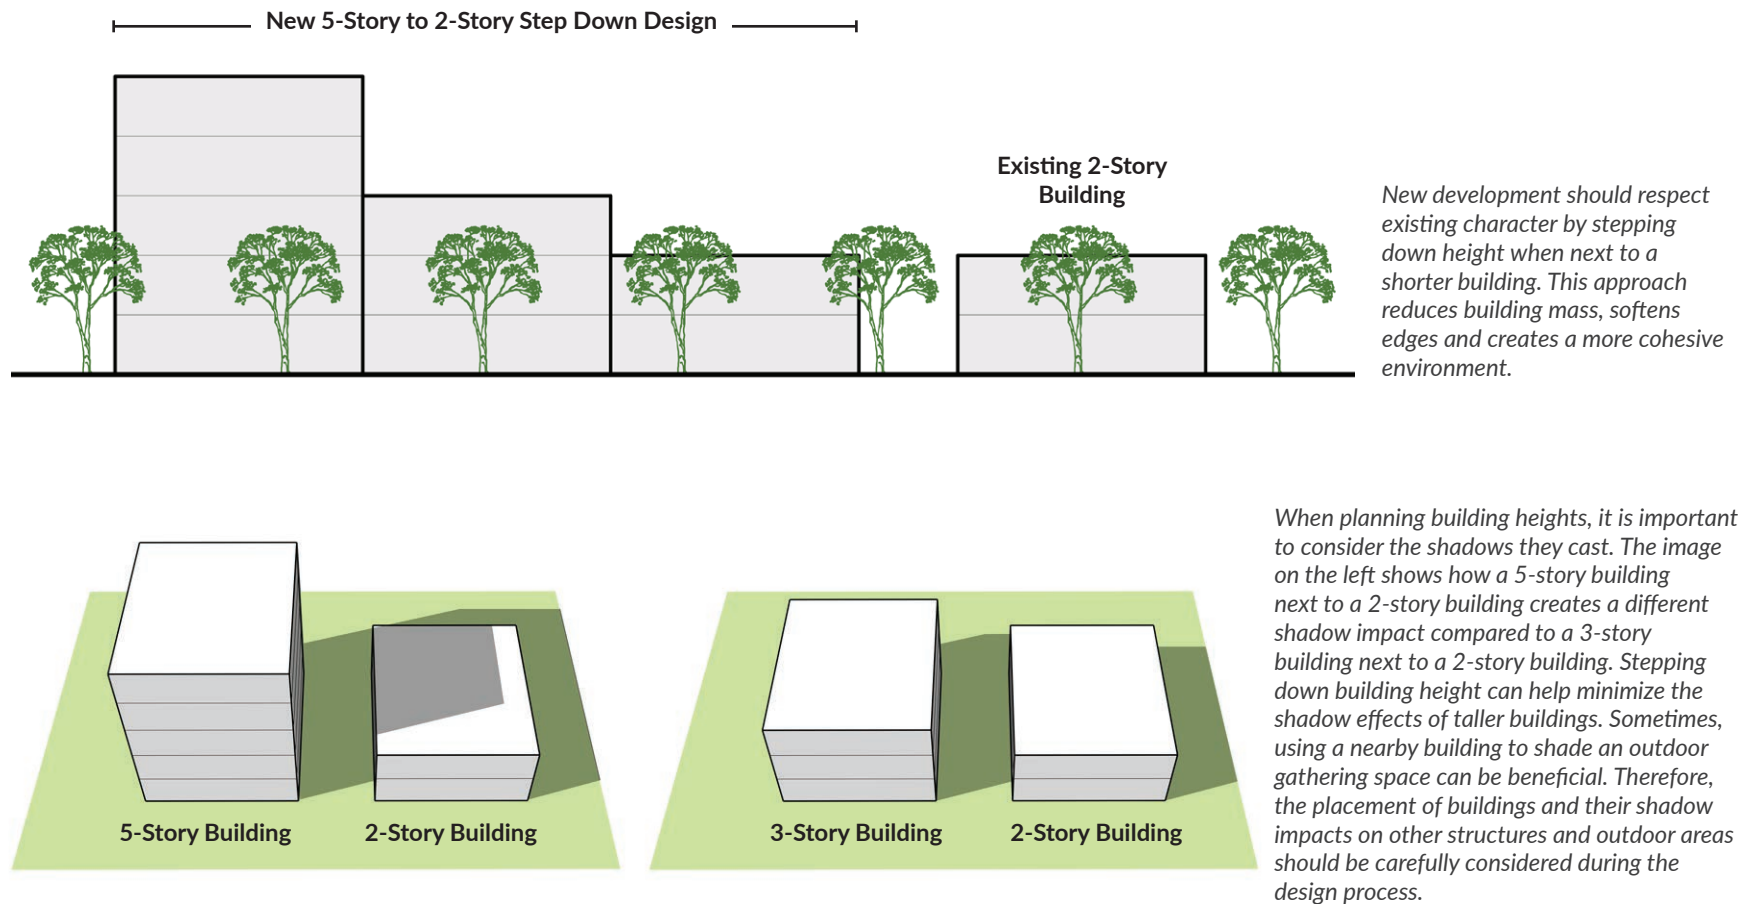 New 5-Story to 2-Story Step Down Design
Existing 2-Story
Building
New development should respect
existing character by stepping
down height when next to a
shorter building. This approach
reduces building mass, softens
edges and creates a more cohesive
environment.
5-Story Building
2-Story Building
3-Story Building
2-Story Building
When planning building heights, it is important
to consider the shadows they cast. The image
on the left shows how a 5-story building
next to a 2-story building creates a different
shadow impact compared to a 3-story
building next to a 2-story building. Stepping
down building height can help minimize the
shadow effects of taller buildings. Sometimes,
using a nearby building to shade an outdoor
gathering space can be beneficial. Therefore,
the placement of buildings and their shadow
impacts on other structures and outdoor areas
should be carefully considered during the
design process.